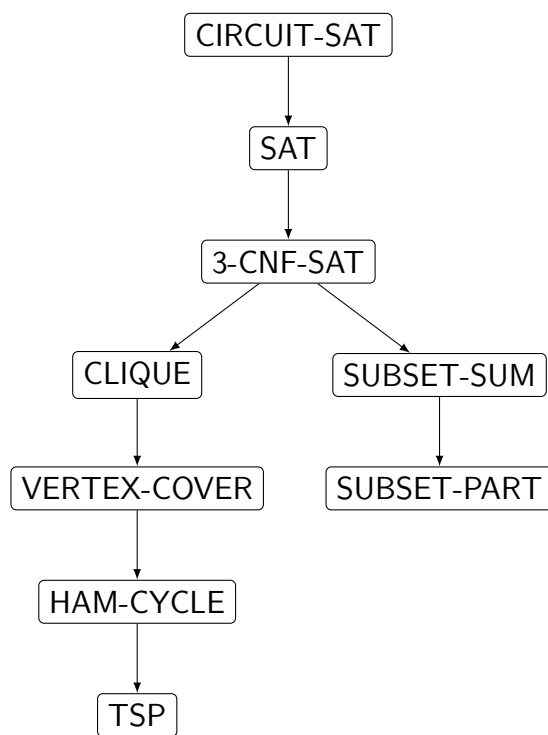 CIRCUIT-SAT
SAT
3-CNF-SAT
CLIQUE
SUBSET-SUM
VERTEX-COVER
SUBSET-PART
HAM-CYCLE
TSP